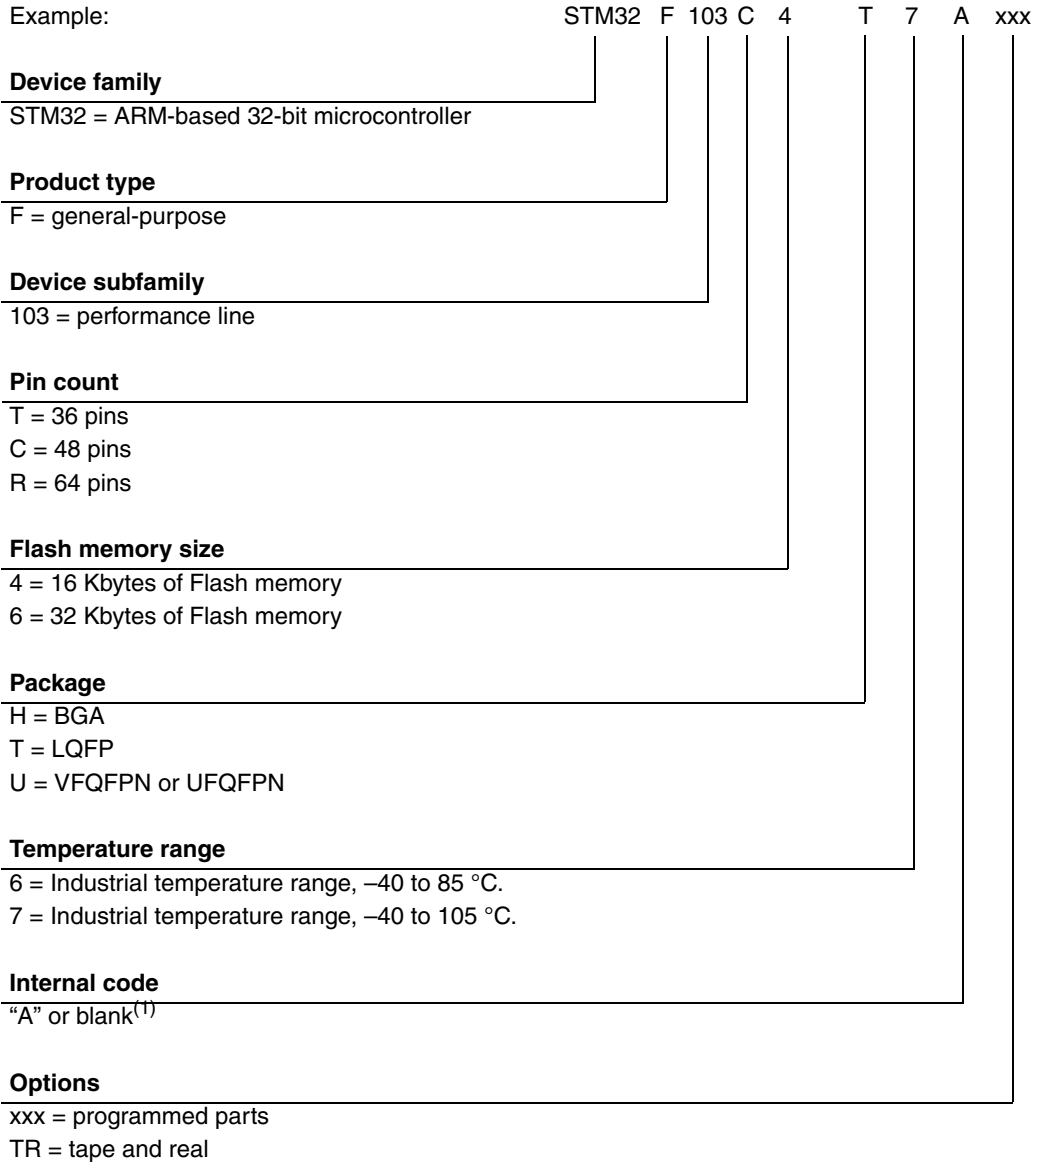 Example: STM32 F 103 C 4 T 7 A xxx
Device family
STM32 = ARM-based 32-bit microcontroller
Product type
F = general-purpose
Device subfamily
103 = performance line
Pin count
T = 36 pins
C = 48 pins
R = 64 pins
Flash memory size
4 = 16 Kbytes of Flash memory
6 = 32 Kbytes of Flash memory
Package
H = BGA
T = LQFP
U = VFQFPN or UFQFPN
Temperature range
6 = Industrial temperature range, –40 to 85 °C.
7 = Industrial temperature range, –40 to 105 °C.
Internal code
“A” or blank(1)
Options
xxx = programmed parts
TR = tape and real